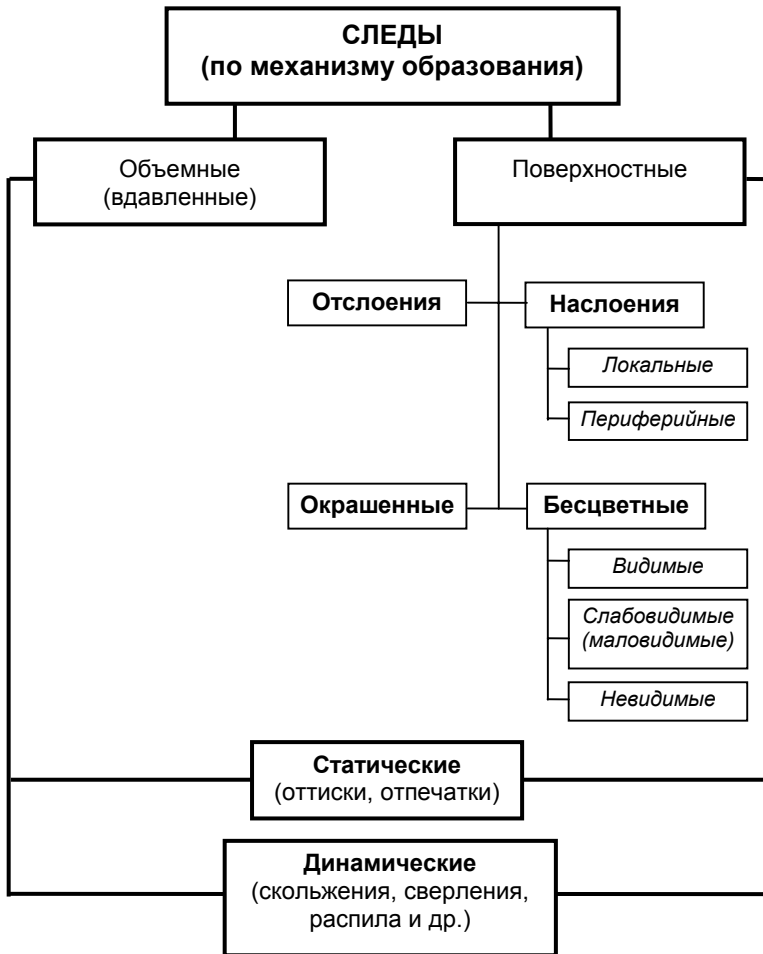 СЛЕДЫ
(по механизму образования)
Объемные
(вдавленные)
Поверхностные
Отслоения
Наслоения
Локальные
Периферийные
Окрашенные
Бесцветные
Видимые
Слабовидимые
(маловидимые)
Невидимые
Статические
(оттиски, отпечатки)
Динамические
(скольжения, сверления,
распила и др.)